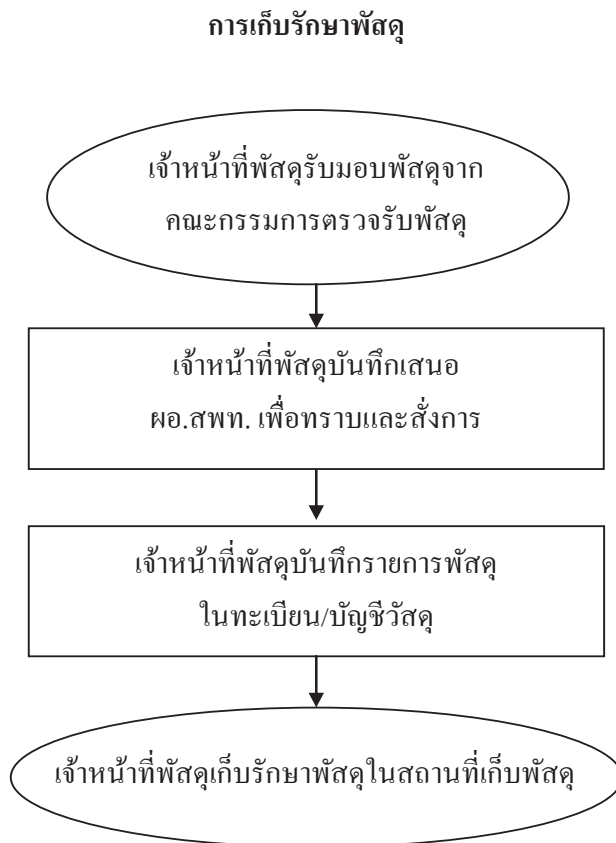 การเก็บรักษาพัสดุ
เจ้าหน้าที่พัสดุรับมอบพัสดุจาก
คณะกรรมการตรวจรับพัสดุ
เจ้าหน้าที่พัสดุบันทึกเสนอ
ผอ.สพท. เพื่อทราบและสั่งการ
เจ้าหน้าที่พัสดุบันทึกรายการพัสดุ
ในทะเบียน/บัญชีวัสดุ
เจ้าหน้าที่พัสดุเก็บรักษาพัสดุในสถานที่เก็บพัสดุ